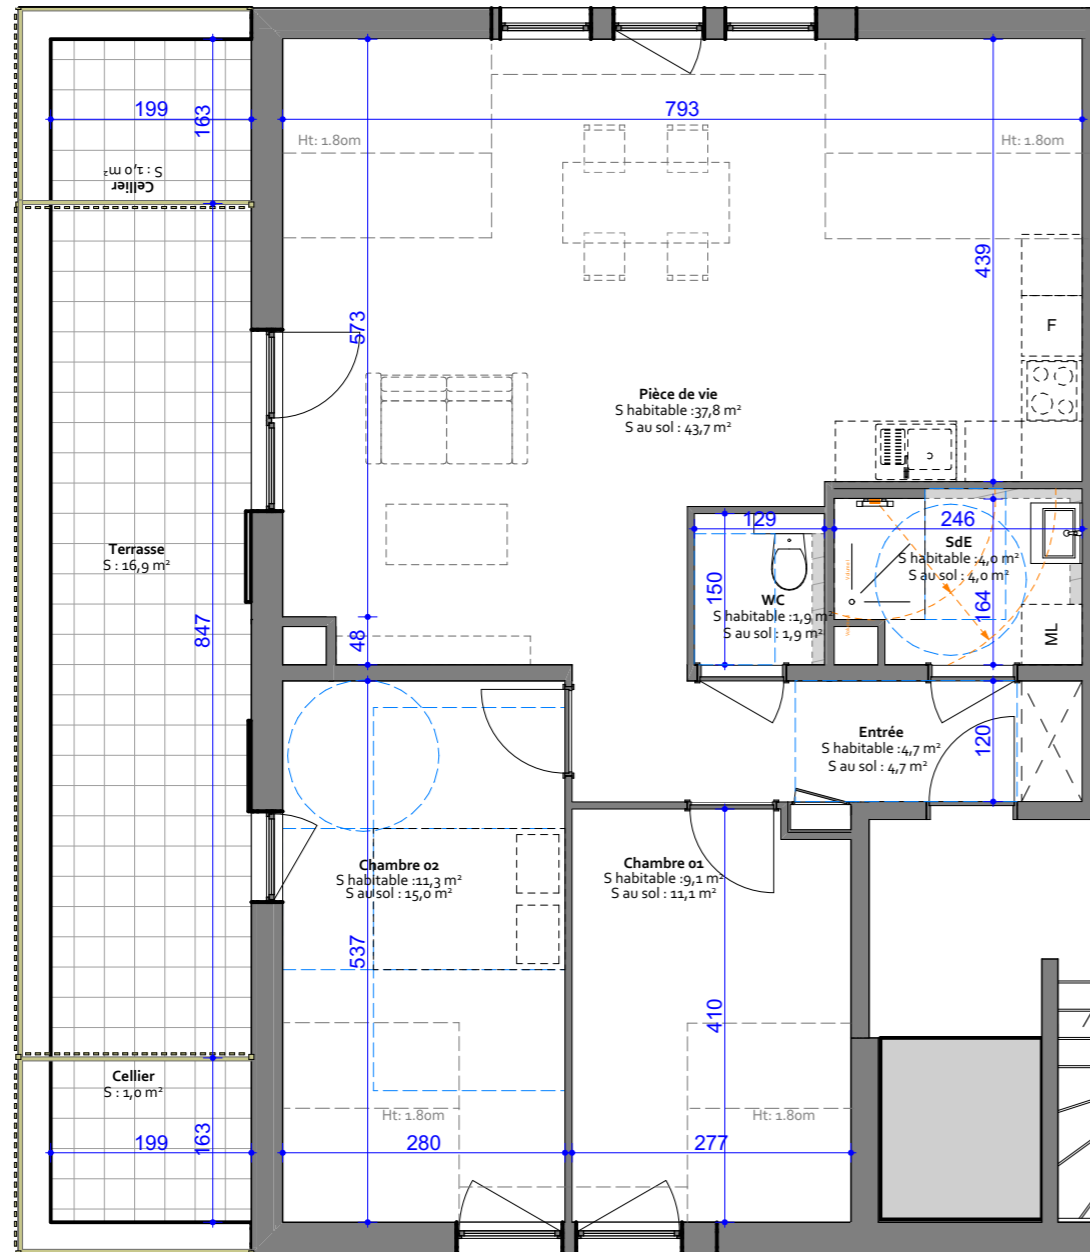 199
163
793
Ht: 1.80m
Ht: 1.80m
Cellier
S : 1,0 m²
439
573
F
Pièce de vie
S habitable :37,8 m²
S au sol : 43,7 m²
129
246
SdE
S habitable :4,0 m²
S au sol : 4,0 m²
Terrasse
S : 16,9 m²
150
WC
S habitable :1,9 m²
S au sol : 1,9 m²
164
847
48
ML
Entrée
S habitable :4,7 m²
S au sol : 4,7 m²
120
Chambre 02
S habitable :11,3 m²
S au sol : 15,0 m²
Chambre 01
S habitable :9,1 m²
S au sol : 11,1 m²
537
410
Cellier
S : 1,0 m²
Ht: 1.80m
Ht: 1.80m
199
163
280
277